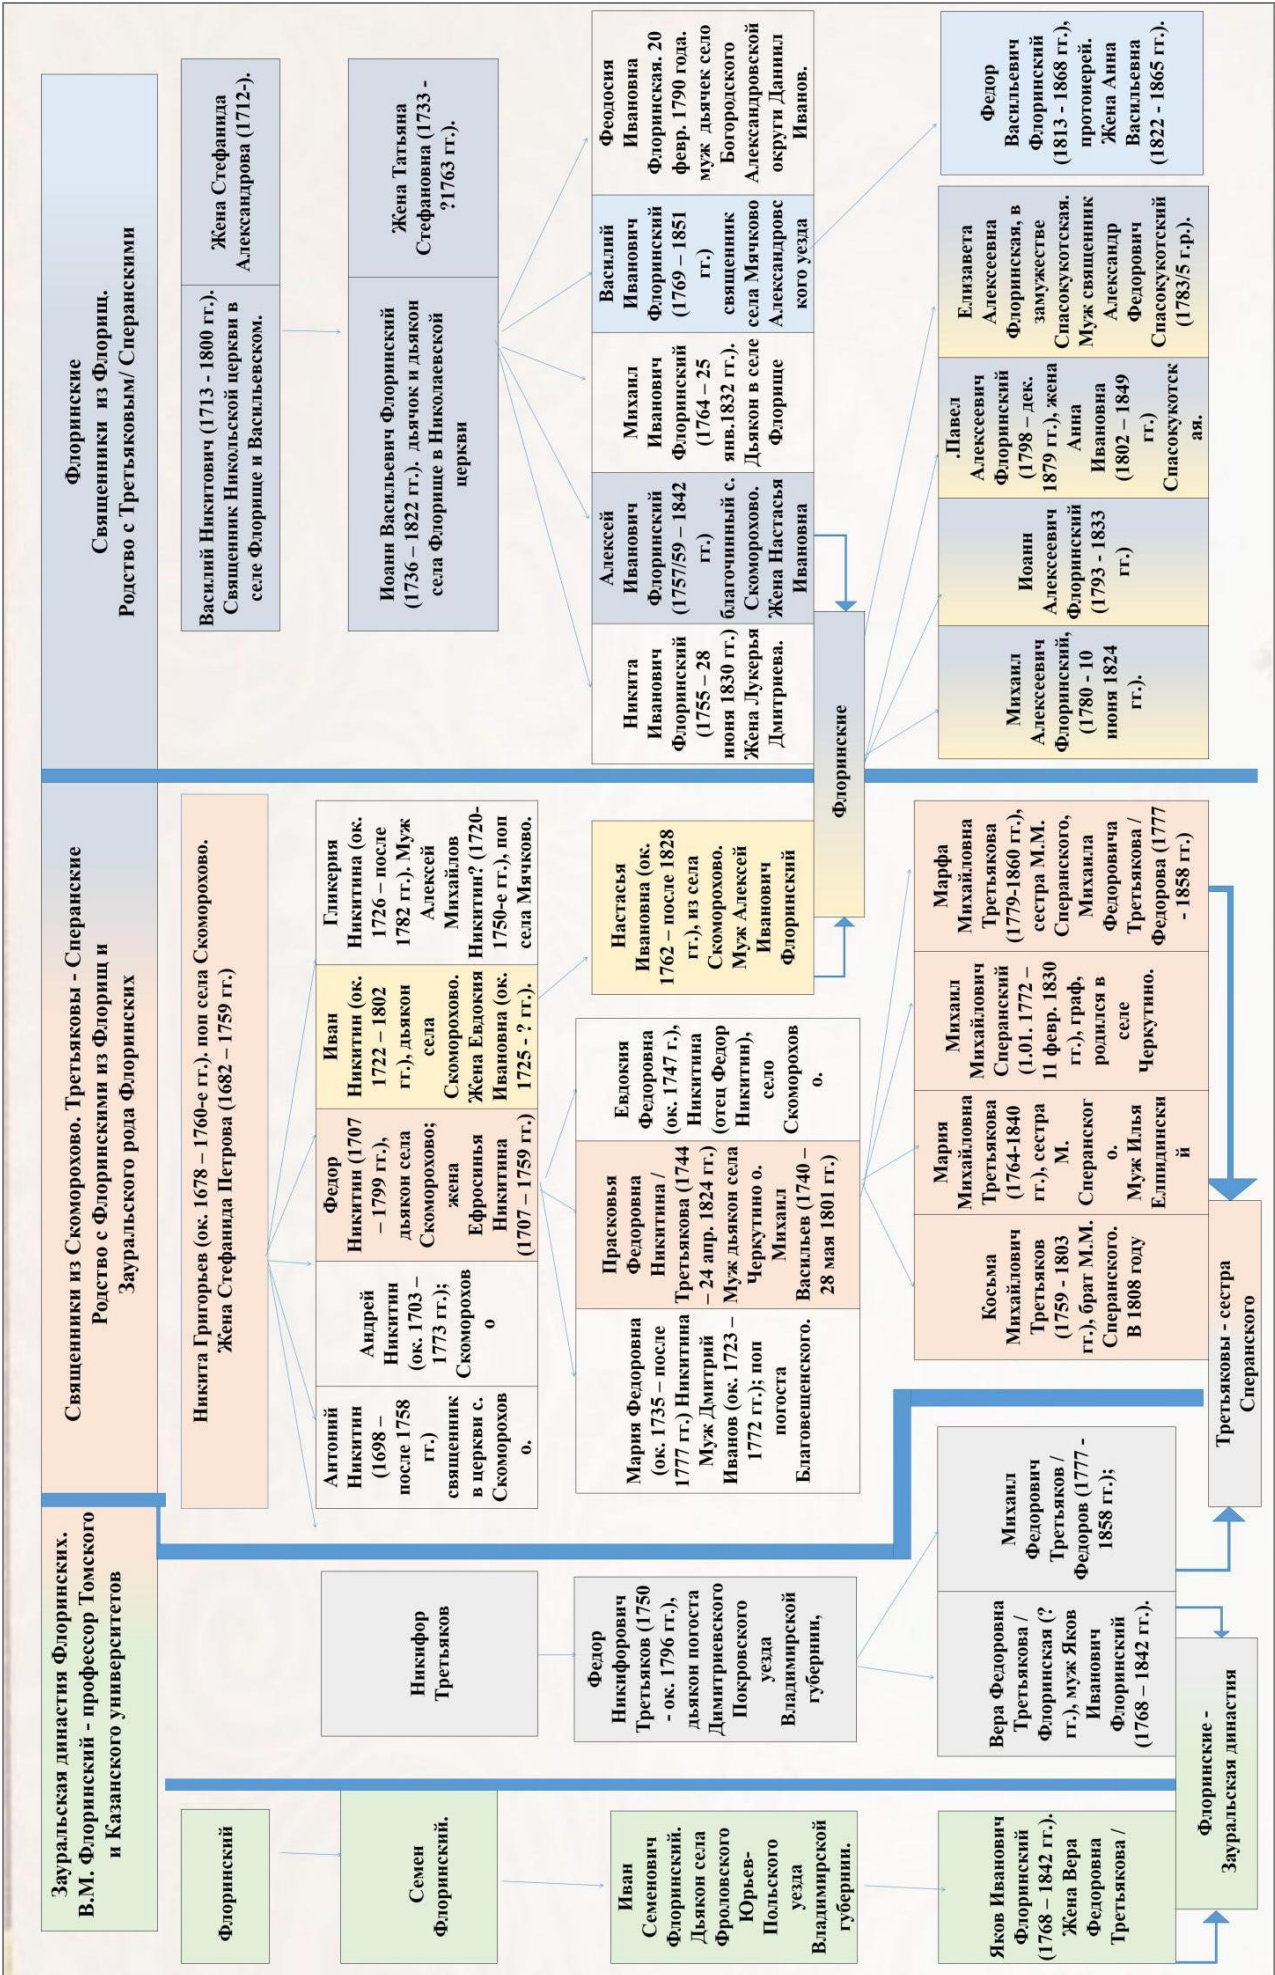 Зауральская династия Флоринских.
В.М. Флоринский - профессор Томского
и Казанского университетов
Священники из Скоморохово. Третьяковы - Сперанские
Родство с Флоринскими из Флорищ и
Зауральского рода Флоринских
Флоринские
Священники из Флорищ.
Родство с Третьяковым/ Сперанскими
Флоринский
Никита Григорьев (ок. 1678 – 1760-е гг.). поп села Скоморохово.
Жена Стефанида Петрова (1682 – 1759 гг.)
Василий Никитович (1713 - 1800 гг.).
Священник Никольской церкви в
селе Флорище и Васильевском.
Жена Стефанида
Александрова (1712-).
Семен
Флоринский.
Никифор
Третьяков
Антоний
Никитин
(1698 –
после 1758
гг.)
священник
в церкви с.
Скоморохов
о.
Андрей
Никитин
(ок. 1703 –
1773 гг.);
Скоморохов
о
Федор
Никитин (1707
– 1799 гг.),
дьякон села
Скоморохово;
жена
Ефросинья
Никитина
(1707 – 1759 гг.)
Иван
Никитин (ок.
1722 – 1802
гг.), дьякон
села
Скоморохово.
Жена Евдокия
Ивановна (ок.
1725 - ? гг.).
Гликерия
Никитина (ок.
1726 – после
1782 гг.). Муж
Алексей
Михайлов
Никитин? (1720-
1750-е гг.), поп
села Мячково.
Иоанн Васильевич Флоринский
(1736 – 1822 гг.). дьячок и дьякон
села Флорище в Николаевской
церкви
Жена Татьяна
Стефановна (1733 -
?1763 гг.).
Иван
Семенович
Флоринский.
Дьякон села
Фроловского
Юрьев-
Польского
уезда
Владимирской
губернии.
Федор
Никифорович
Третьяков (1750
- ок. 1796 гг.),
дьякон погоста
Димитриевского
Покровского
уезда
Владимирской
губернии,
Мария Федоровна
(ок. 1735 – после
1777 гг.) Никитина
Муж Дмитрий
Иванов (ок. 1723 –
1772 гг.); поп
погоста
Благовещенского.
Прасковья
Федоровна
Никитина /
Третьякова (1744
– 24 апр. 1824 гг.)
Муж дьякон села
Черкутино о.
Михаил
Васильев (1740 –
28 мая 1801 гг.)
Евдокия
Федоровна
(ок. 1747 г.),
Никитина
(отец Федор
Никитин),
село
Скоморохов
о.
Настасья
Ивановна (ок.
1762 – после 1828
гг.), из села
Скоморохово.
Муж Алексей
Иванович
Флоринский
Никита
Иванович
Флоринский
(1755 – 28
июня 1830 гг.)
Жена Лукерья
Дмитриева.
Алексей
Иванович
Флоринский
(1757/59 – 1842
гг.)
благочинный с.
Скоморохово.
Жена Настасья
Ивановна
Михаил
Иванович
Флоринский
(1764 – 25
янв.1832 гг.).
Дьякон в селе
Флорище
Василий
Иванович
Флоринский
(1769 – 1851
гг.)
священник
села Мячково
Александровс
кого уезда
Феодосия
Ивановна
Флоринская. 20
февр. 1790 года.
муж дьячек село
Богородского
Александровской
округи Даниил
Иванов.
Флоринские
Яков Иванович
Флоринский
(1768 – 1842 гг.).
Жена Вера
Федоровна
Третьякова /
Вера Федоровна
Третьякова /
Флоринская (?
гг.), муж Яков
Иванович
Флоринский
(1768 – 1842 гг.).
Михаил
Федорович
Третьяков /
Федоров (1777 -
1858 гг.);
Косьма
Михайлович
Третьяков
(1759 - 1803
гг.), брат М.М.
Сперанского.
В 1808 году
Мария
Михайловна
Третьякова
(1764-1840
гг.), сестра
М.
Сперанског
о.
Муж Илья
Елпидински
й
Михаил
Михайлович
Сперанский
(1.01. 1772 –
11 февр. 1830
гг.), граф,
родился в
селе
Черкутино.
Марфа
Михайловна
Третьякова
(1779-1860 гг.),
сестра М.М.
Сперанского,
Михаила
Федоровича
Третьякова /
Федорова (1777
- 1858 гг.)
Михаил
Алексеевич
Флоринский,
(1780 - 10
июня 1824
гг.).
Иоанн
Алексеевич
Флоринский
(1793 - 1833
гг.)
.Павел
Алексеевич
Флоринский
(1798 – дек.
1879 гг.), жена
Анна
Ивановна
(1802 – 1849
гг.)
Спасокукотск
ая.
Елизавета
Алексеевна
Флоринская, в
замужестве
Спасокукотская.
Муж священник
Александр
Федорович
Спасокукотский
(1783/5 г.р.).
Федор
Васильевич
Флоринский
(1813 - 1868 гг.),
протоиерей.
Жена Анна
Васильевна
(1822 - 1865 гг.).
Флоринские -
Зауральская династия
Третьяковы - сестра
Сперанского